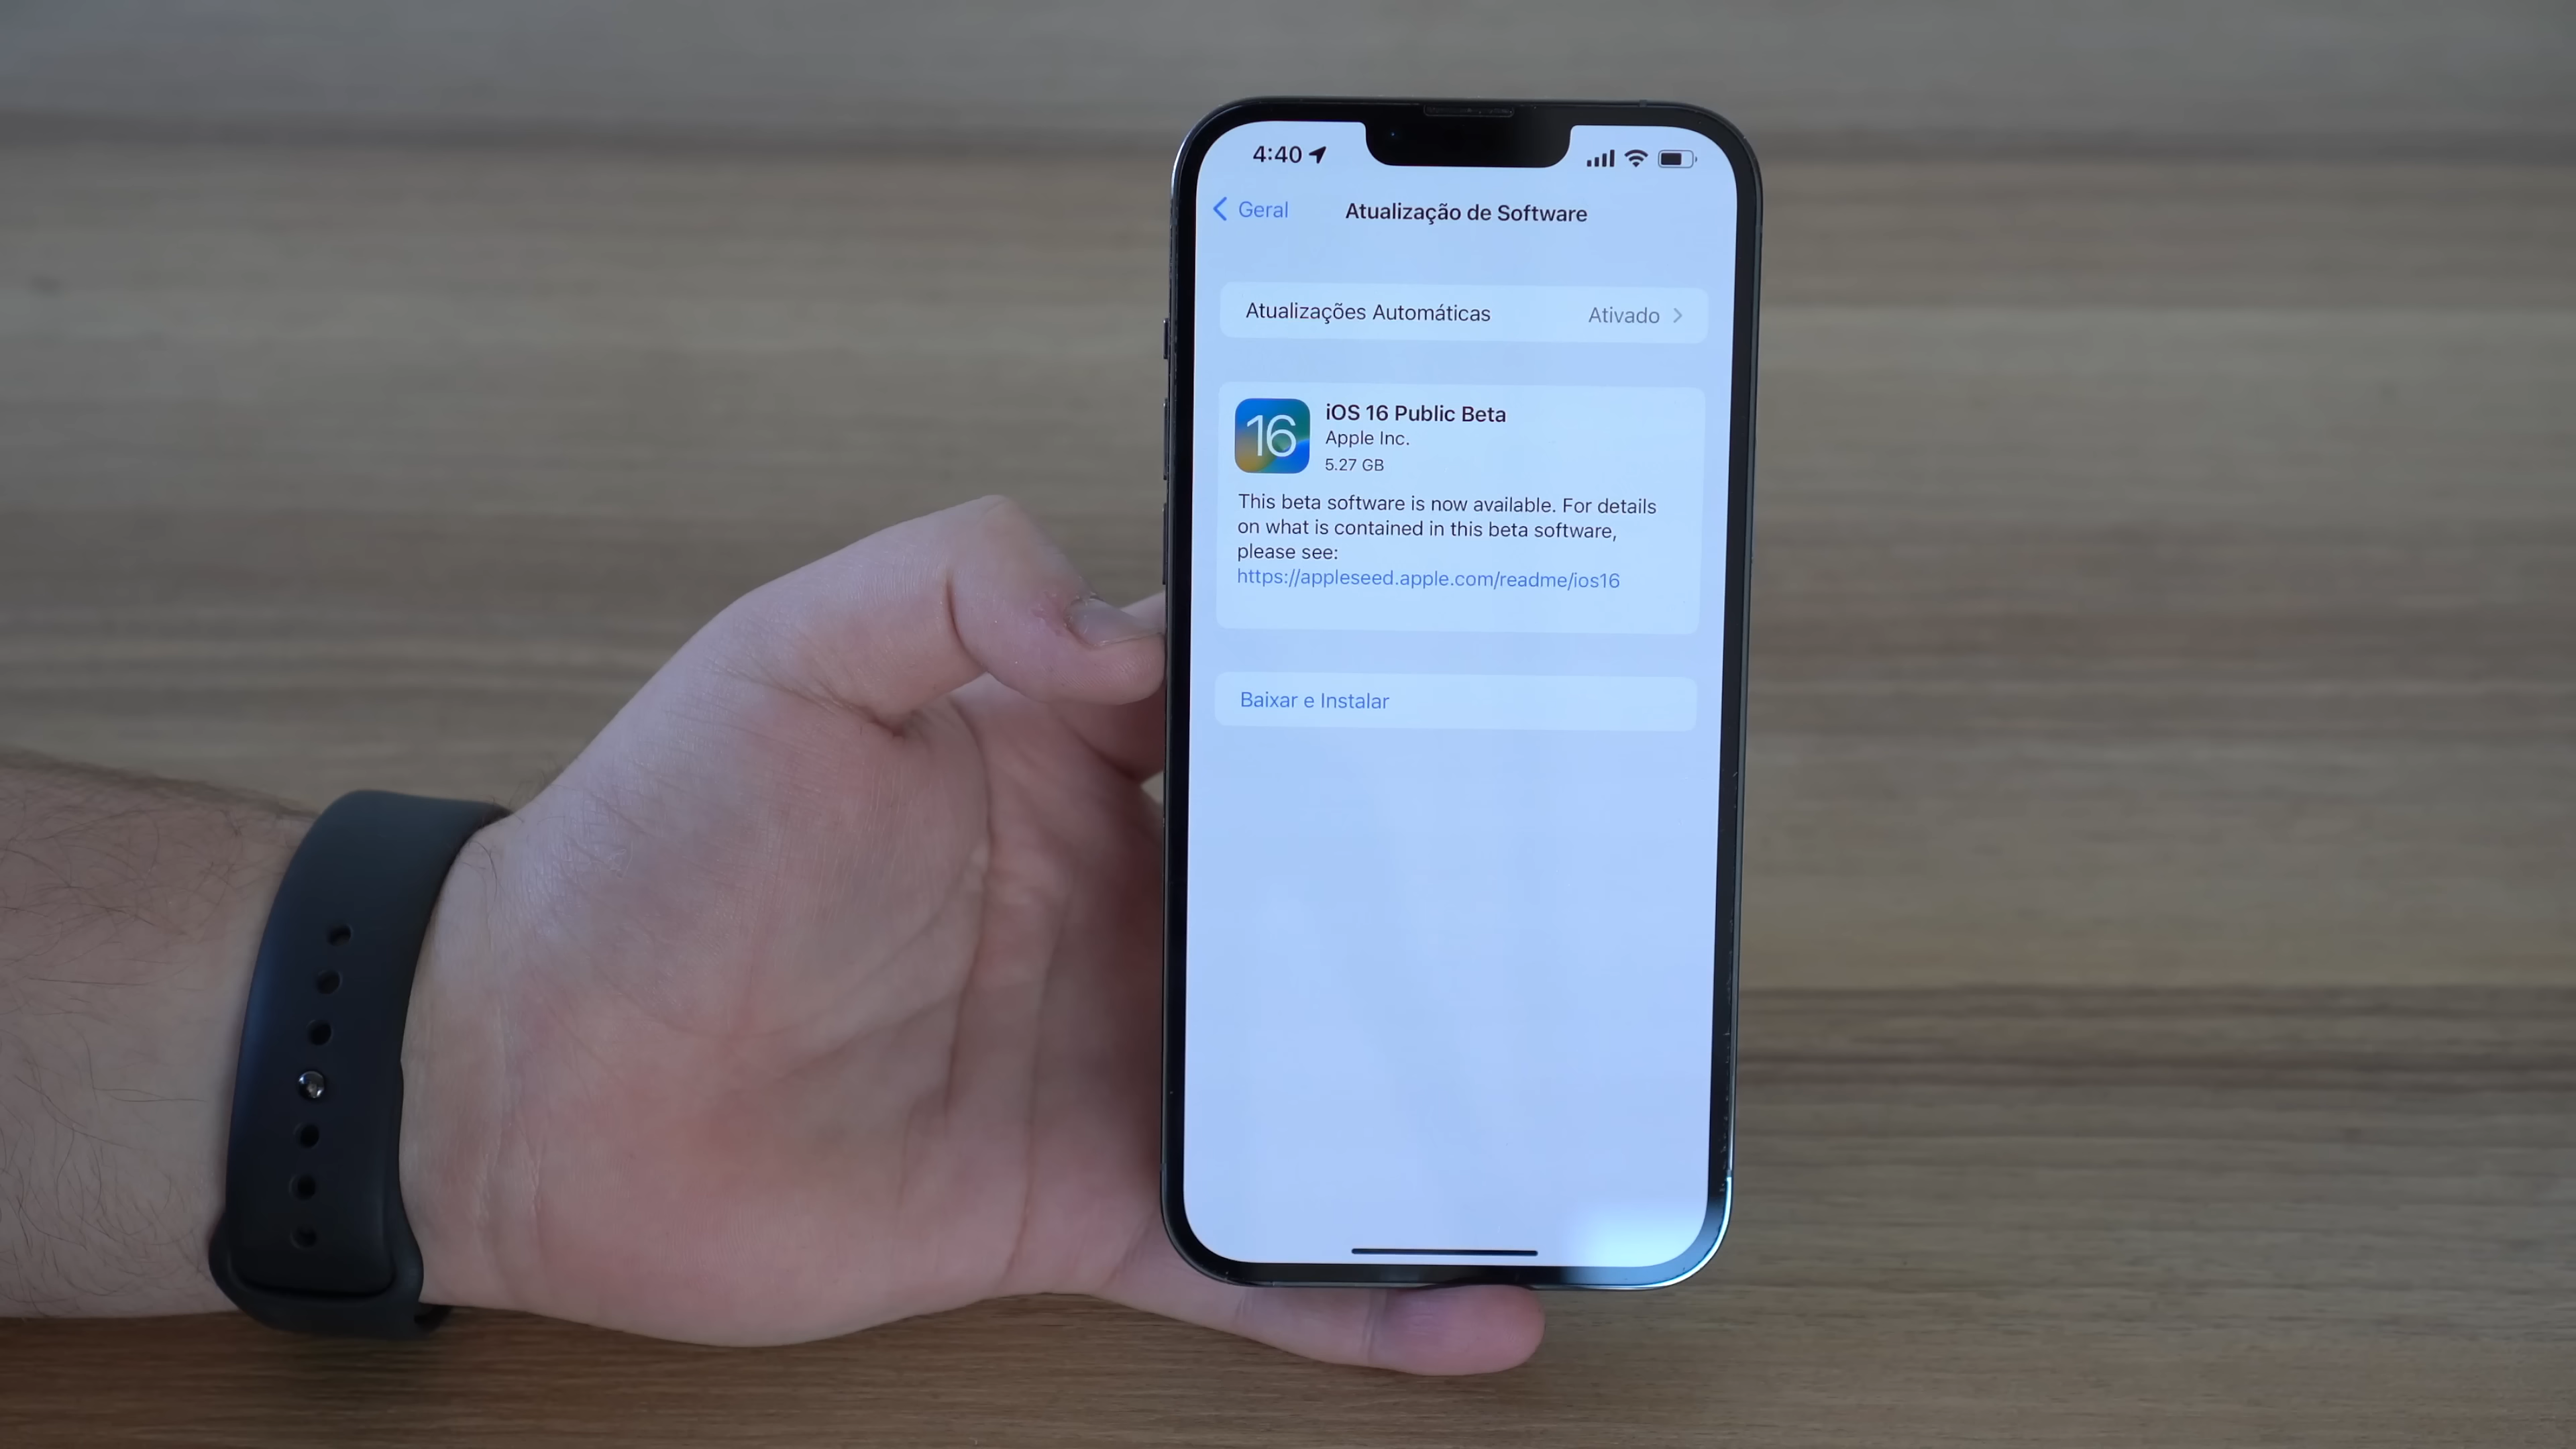 4:40
Geral
Atualização de Software
Atualizações Automáticas Ativado
16
iOS 16 Public Beta
Apple Inc.
5.27 GB
This beta software is now available. For details
on what is contained in this beta software,
please see:
https://appleseed.apple.com/readme/ios16
Baixar e Instalar